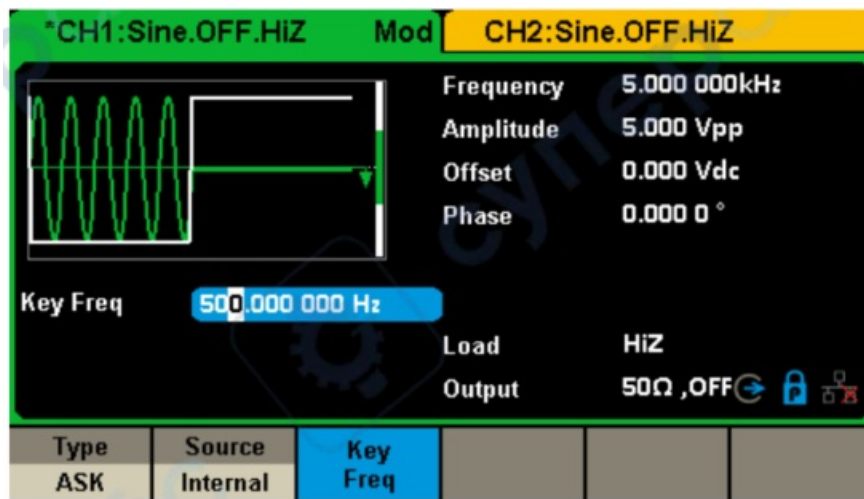 *CH1:Sine.OFF.HiZ Mod CH2:Sine.OFF.HiZ
Frequency 5.000 000kHz
Amplitude 5.000 Vpp
Offset 0.000 Vdc
Phase 0.000 0 °
Key Freq 500.000 000 Hz
Load HiZ
Output 50Ω ,OFF
Type Source Key
ASK Internal Freq